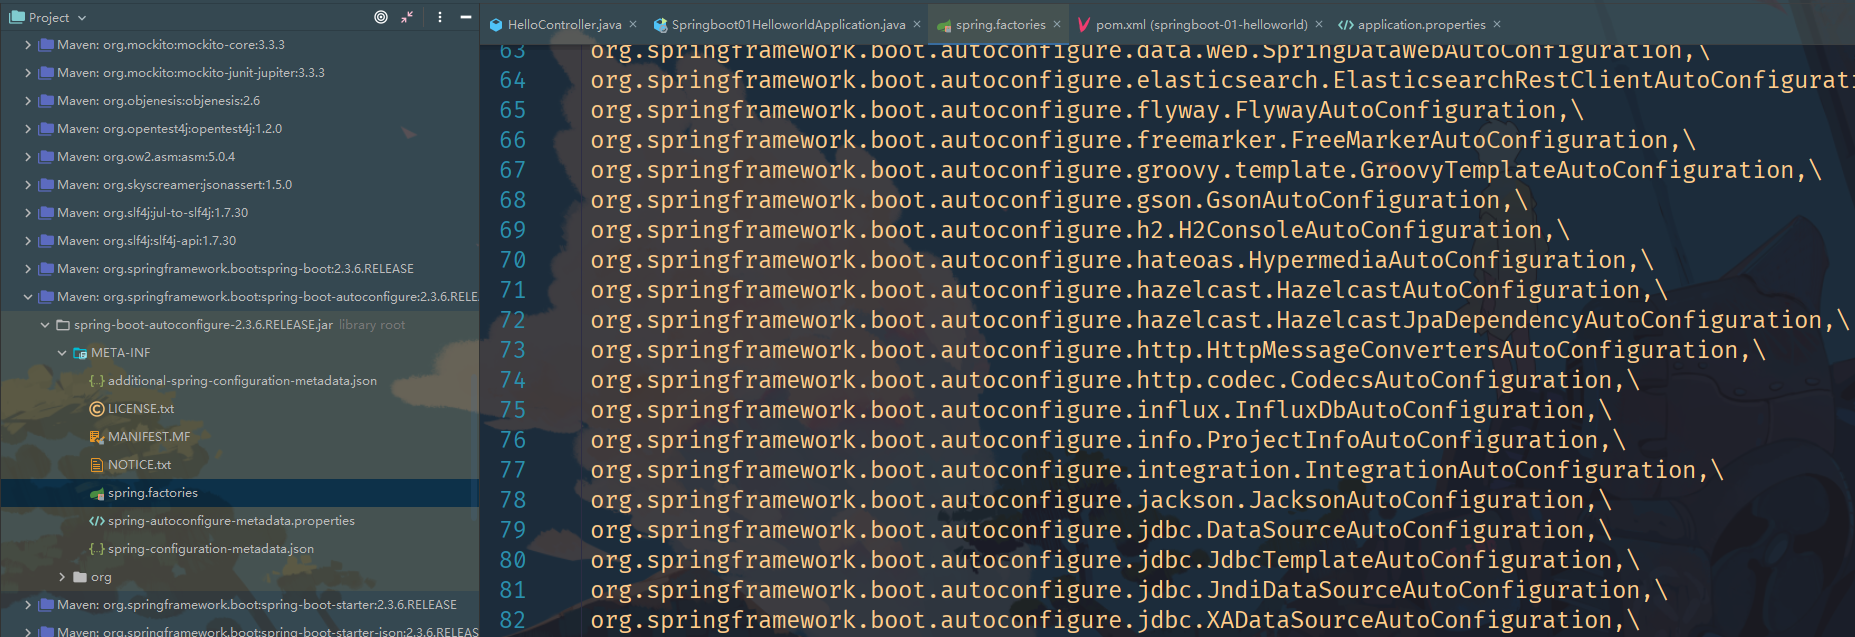 Project
Maven: org.mockito:mockito-core:3.3.3
Maven: org.mockito:mockito-junit-jupiter:3.3.3
Maven: org.objenesis:objenesis:2.6
Maven: org.opentest4j:opentest4j:1.2.0
Maven: org.ow2.asm:asm:5.0.4
Maven: org.skyscreamer:jsonassert:1.5.0
Maven: org.slf4j:jul-to-slf4j:1.7.30
Maven: org.slf4j:slf4j-api:1.7.30
Maven: org.springframework.boot:spring-boot:2.3.6.RELEASE
Maven: org.springframework.boot:spring-boot-autoconfigure:2.3.6.RELE
spring-boot-autoconfigure-2.3.6.RELEASE.jar library root
META-INF
additional-spring-configuration-metadata.json
LICENSE.txt
MANIFEST.MF
NOTICE.txt
spring.factories
spring-autoconfigure-metadata.properties
spring-configuration-metadata.json
org
Maven: org.springframework.boot:spring-boot-starter:2.3.6.RELEASE
Maven: org.springframework.boot:spring-boot-starter-json:2.3.6.RELEAS
HelloController.java Springboot01HelloworldApplication.java spring.factories pom.xml (springboot-01-helloworld) application.properties
63 org.springframework.boot.autoconfigure.data.web.SpringDataWebAutoConfiguration,\
64 org.springframework.boot.autoconfigure.elasticsearch.ElasticsearchRestClientAutoConfigurati
65 org.springframework.boot.autoconfigure.flyway.FlywayAutoConfiguration,\
66 org.springframework.boot.autoconfigure.freemarker.FreeMarkerAutoConfiguration,\
67 org.springframework.boot.autoconfigure.groovy.template.GroovyTemplateAutoConfiguration,\
68 org.springframework.boot.autoconfigure.gson.GsonAutoConfiguration,\
69 org.springframework.boot.autoconfigure.h2.H2ConsoleAutoConfiguration,\
70 org.springframework.boot.autoconfigure.hateoas.HypermediaAutoConfiguration,\
71 org.springframework.boot.autoconfigure.hazelcast.HazelcastAutoConfiguration,\
72 org.springframework.boot.autoconfigure.hazelcast.HazelcastJpaDependencyAutoConfiguration,\
73 org.springframework.boot.autoconfigure.http.HttpMessageConvertersAutoConfiguration,\
74 org.springframework.boot.autoconfigure.http.codec.CodecsAutoConfiguration,\
75 org.springframework.boot.autoconfigure.influx.InfluxDbAutoConfiguration,\
76 org.springframework.boot.autoconfigure.info.ProjectInfoAutoConfiguration,\
77 org.springframework.boot.autoconfigure.integration.IntegrationAutoConfiguration,\
78 org.springframework.boot.autoconfigure.jackson.JacksonAutoConfiguration,\
79 org.springframework.boot.autoconfigure.jdbc.DataSourceAutoConfiguration,\
80 org.springframework.boot.autoconfigure.jdbc.JdbcTemplateAutoConfiguration,\
81 org.springframework.boot.autoconfigure.jdbc.JndiDataSourceAutoConfiguration,\
82 org.springframework.boot.autoconfigure.jdbc.XADataSourceAutoConfiguration,\